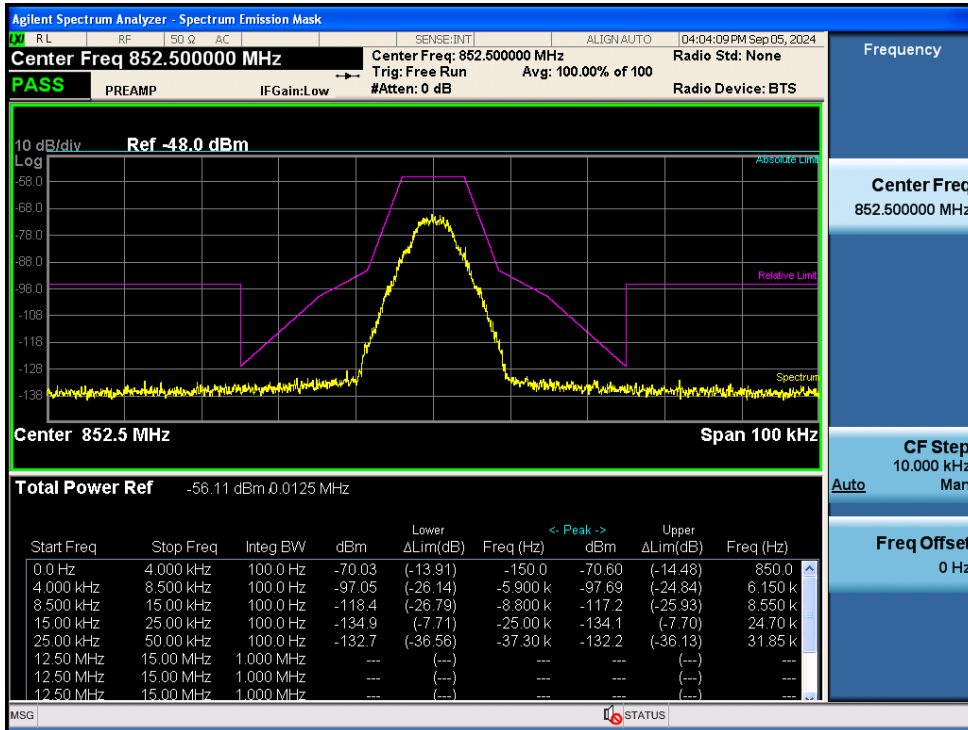 Agilent Spectrum Analyzer - Spectrum Emission Mask
LXI RL RF 50 Ω AC SENSE:INT ALIGN AUTO 04:04:09 PM Sep 05, 2024
Center Freq 852.500000 MHz
Center Freq: 852.500000 MHz
Radio Std: None
Trig: Free Run Avg: 100.00% of 100
PASS
PREAMP IFGain:Low
#Atten: 0 dB
Radio Device: BTS
10 dB/div Ref -48.0 dBm
Log
Absolute Limit
-58.0
-68.0
-78.0
-88.0
Relative Limit
-98.0
-108
-118
-128
Spectrum
-138
Center 852.5 MHz Span 100 kHz
Total Power Ref -56.11 dBm / 0.0125 MHz
Lower <- Peak -> Upper
Start Freq Stop Freq Integ BW dBm ΔLim(dB) Freq (Hz) dBm ΔLim(dB) Freq (Hz)
0.0 Hz 4.000 kHz 100.0 Hz -70.03 (-13.91) -150.0 -70.60 (-14.48) 850.0
4.000 kHz 8.500 kHz 100.0 Hz -97.05 (-26.14) -5.900 k -97.69 (-24.84) 6.150 k
8.500 kHz 15.00 kHz 100.0 Hz -118.4 (-26.79) -8.800 k -117.2 (-25.93) 8.550 k
15.00 kHz 25.00 kHz 100.0 Hz -134.9 (-7.71) -25.00 k -134.1 (-7.70) 24.70 k
25.00 kHz 50.00 kHz 100.0 Hz -132.7 (-36.56) -37.30 k -132.2 (-36.13) 31.85 k
12.50 MHz 15.00 MHz 1.000 MHz --- (---) --- --- (---) ---
12.50 MHz 15.00 MHz 1.000 MHz --- (---) --- --- (---) ---
12.50 MHz 15.00 MHz 1.000 MHz --- (---) --- --- (---) ---
MSG STATUS
Frequency
Center Freq
852.500000 MHz
CF Step
10.000 kHz
Auto Man
Freq Offset
0 Hz